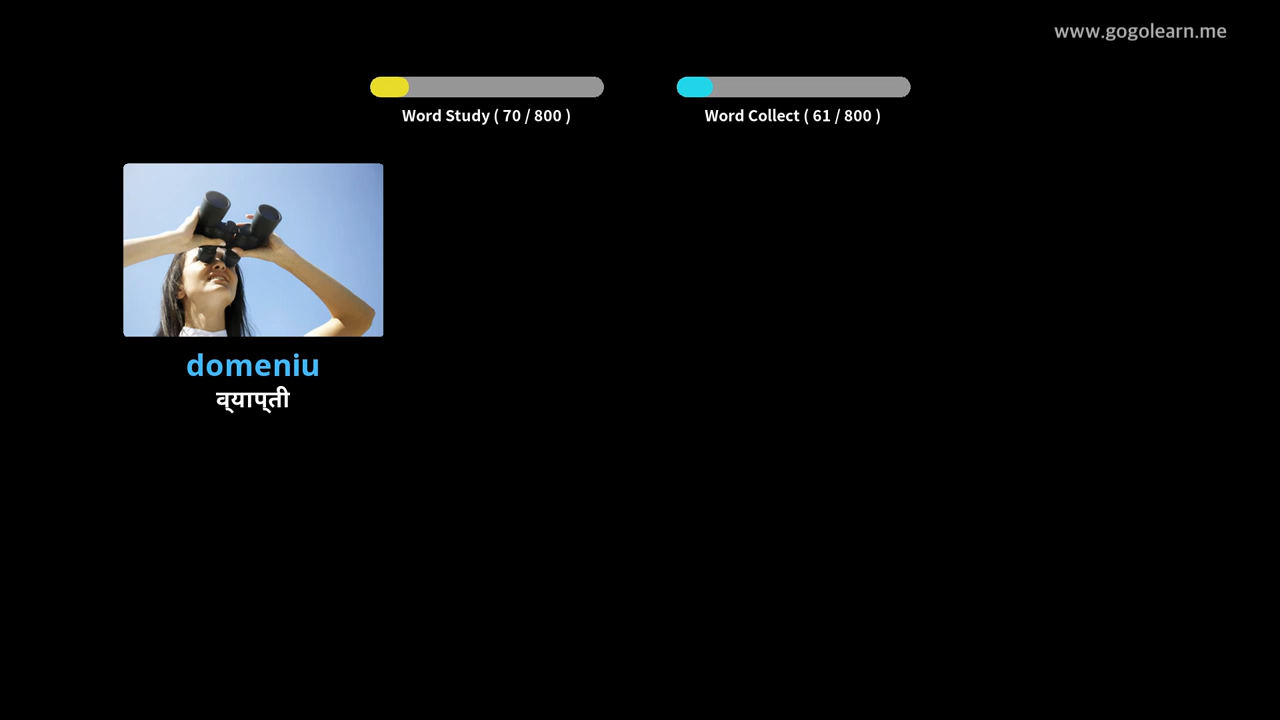 www.gogolearn.me
Word Study ( 70 / 800 )
Word Collect ( 61 / 800 )
domeniu
व्याप्ती